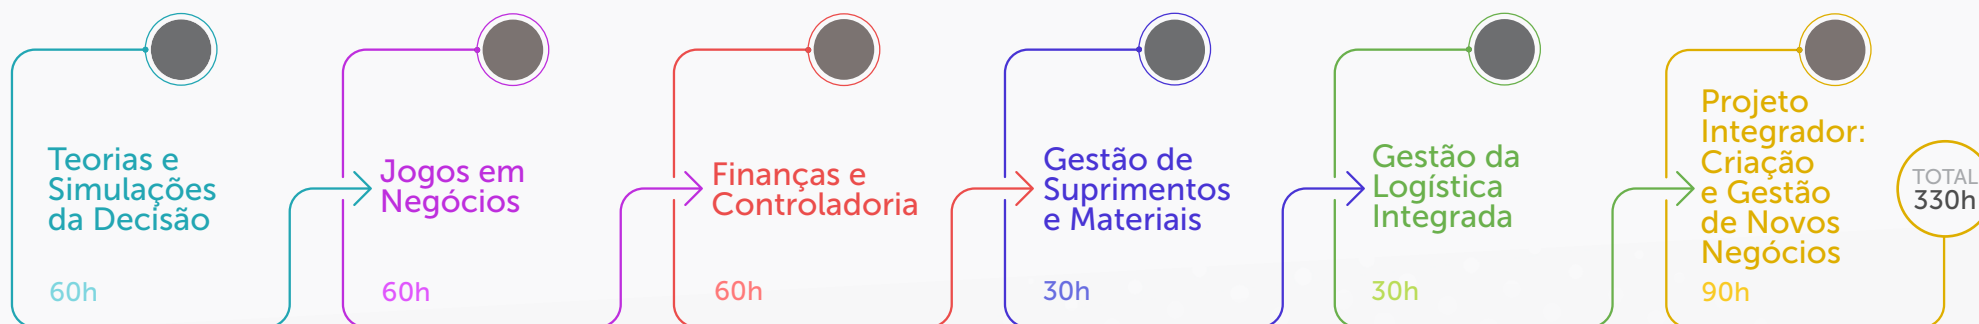 Teorias e
Simulações
da Decisão
60h
Jogos em
Negócios
60h
Finanças e
Controladoria
60h
Gestão de
Suprimentos
e Materiais
30h
Gestão da
Logística
Integrada
30h
Projeto
Integrador:
Criação
e Gestão
de Novos
Negócios
90h
TOTAL
330h